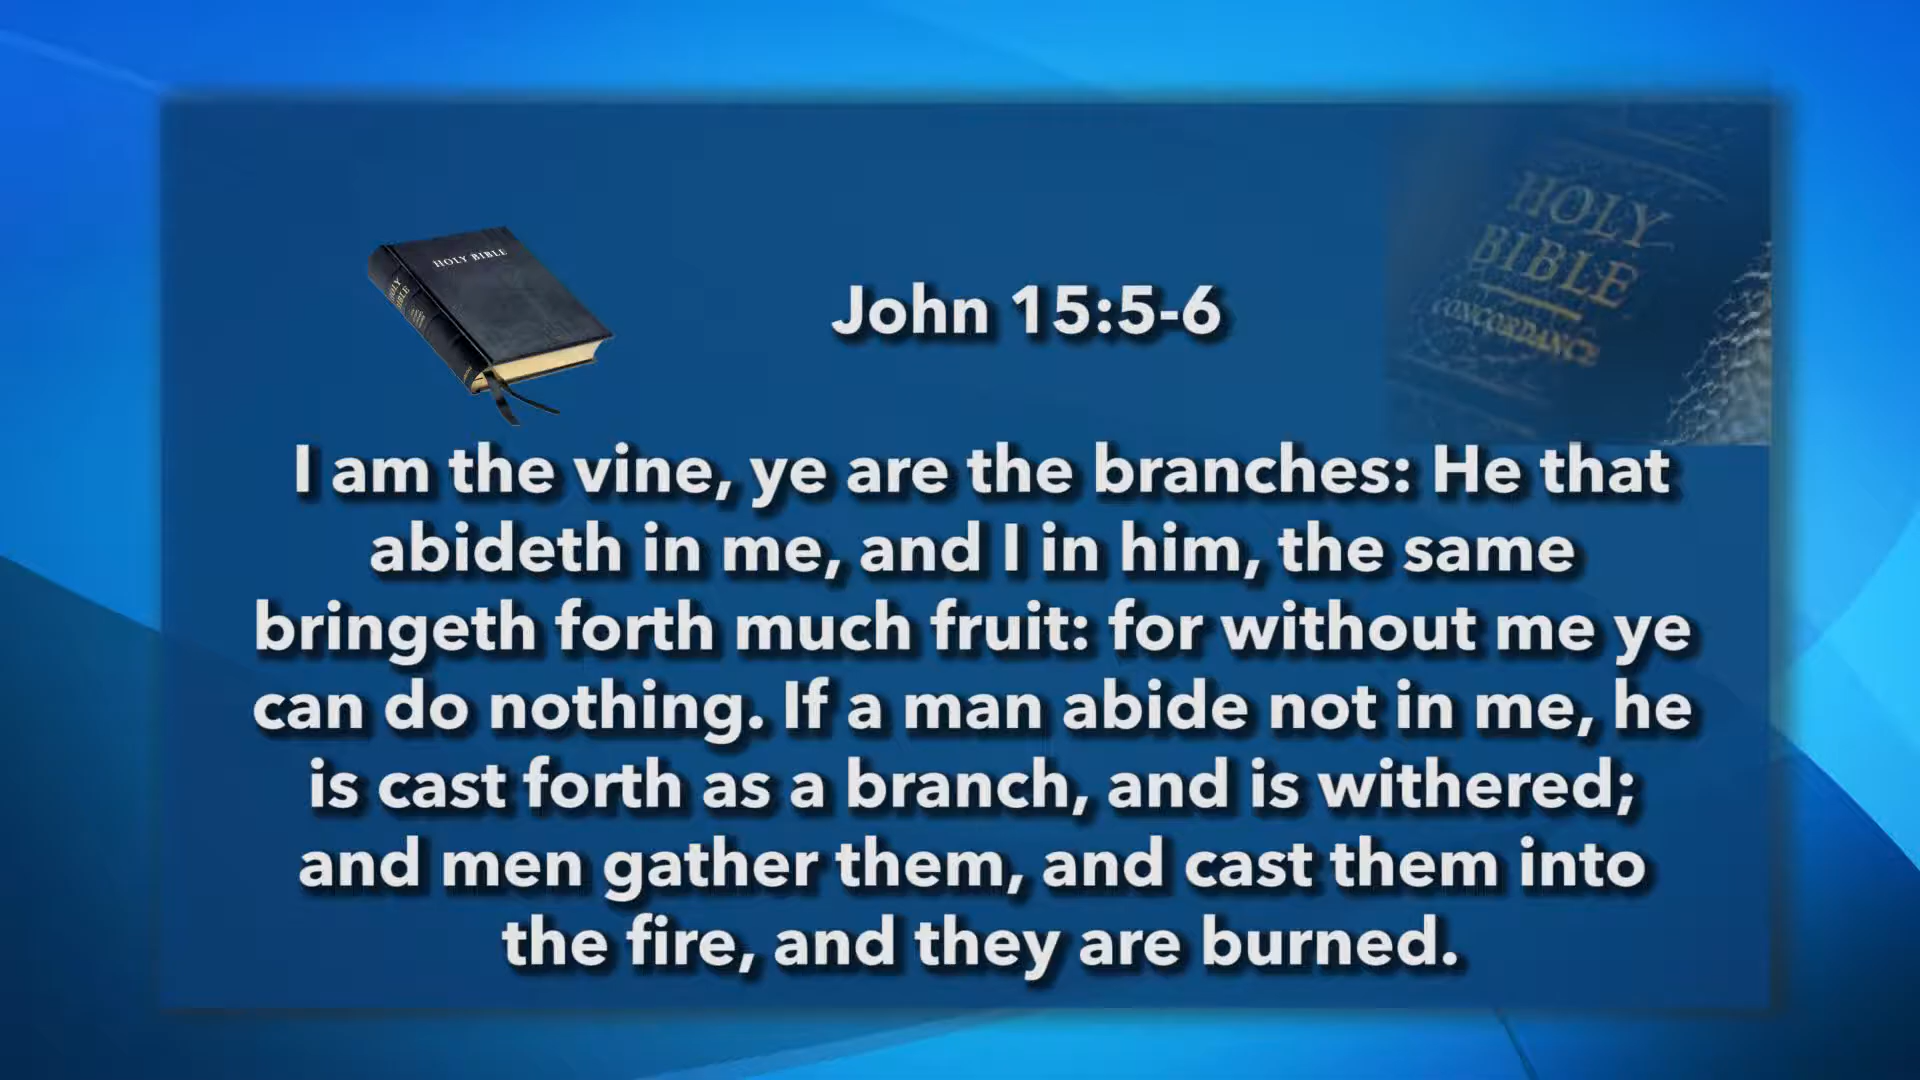 HOLY BIBLE
HOLY
BIBLE
HOLY
BIBLE
CONCORDANCE
John 15:5-6
I am the vine, ye are the branches: He that
abideth in me, and I in him, the same
bringeth forth much fruit: for without me ye
can do nothing. If a man abide not in me, he
is cast forth as a branch, and is withered;
and men gather them, and cast them into
the fire, and they are burned.